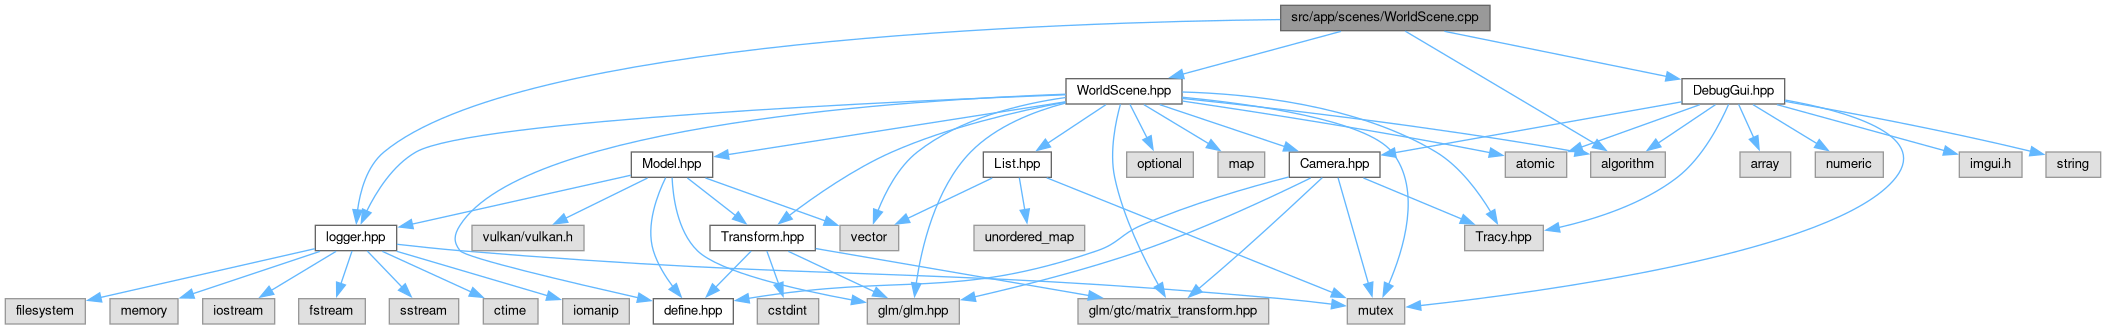 src/app/scenes/WorldScene.cpp
WorldScene.hpp
DebugGui.hpp
Model.hpp
List.hpp
optional
map
Camera.hpp
atomic
algorithm
array
numeric
imgui.h
string
logger.hpp
vulkan/vulkan.h
Transform.hpp
vector
unordered_map
Tracy.hpp
filesystem
memory
iostream
fstream
sstream
ctime
iomanip
define.hpp
cstdint
glm/glm.hpp
glm/gtc/matrix_transform.hpp
mutex